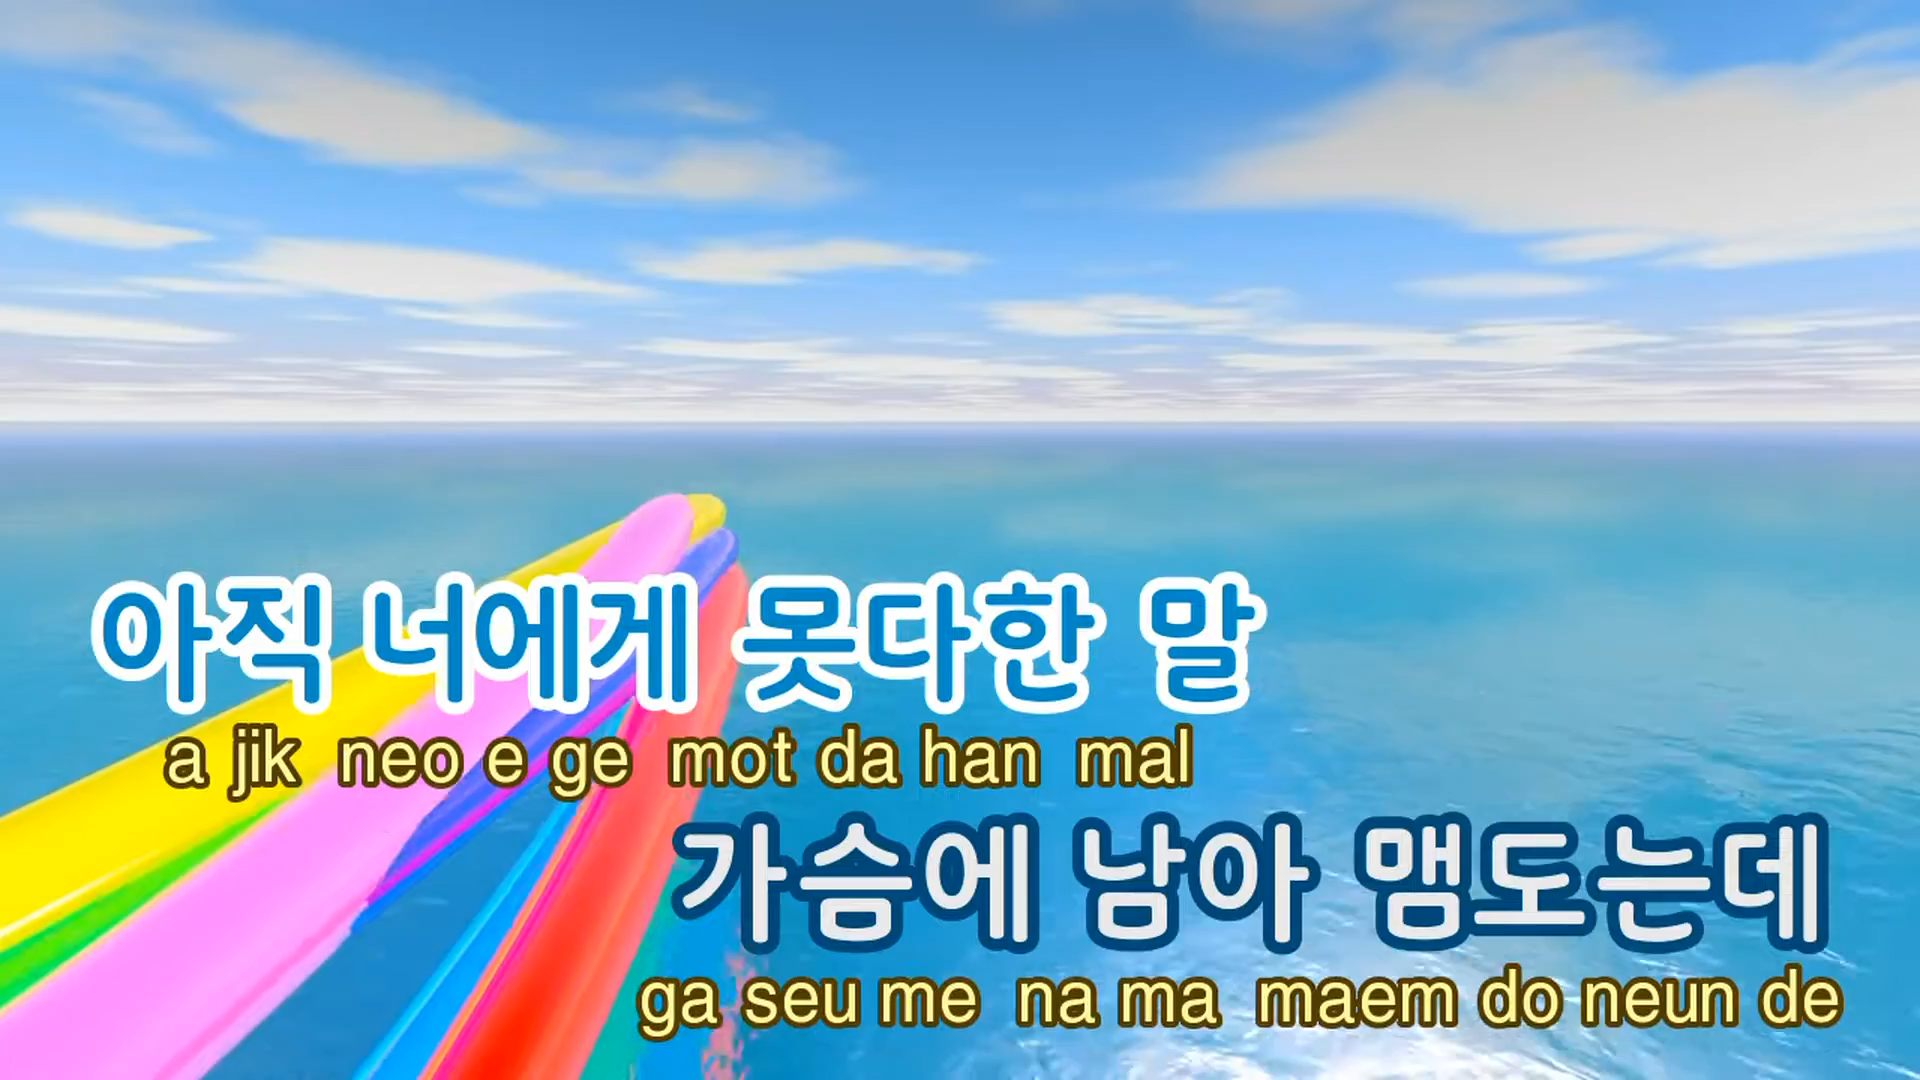 아직 너에게 못다한 말
a jik neo e ge mot da han mal
가슴에 남아 맴도는데
ga seu me na ma maem do neun de